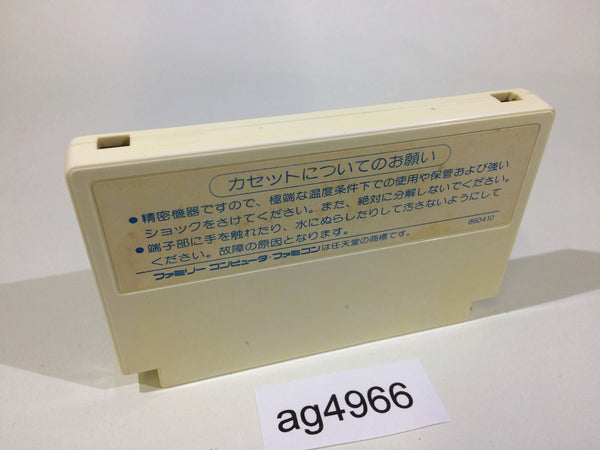 カセットについてのお願い
●精密機器ですので、極端な温度条件下での使用や保管および強い
ショックをさけてください。また、絶対に分解しないでください。
●端子部に手を触れたり、水にぬらしたりして汚さないようにして
ください。故障の原因となります。
860410
ファミリーコンピュータ・ファミコンは任天堂の商標です。
ag4966